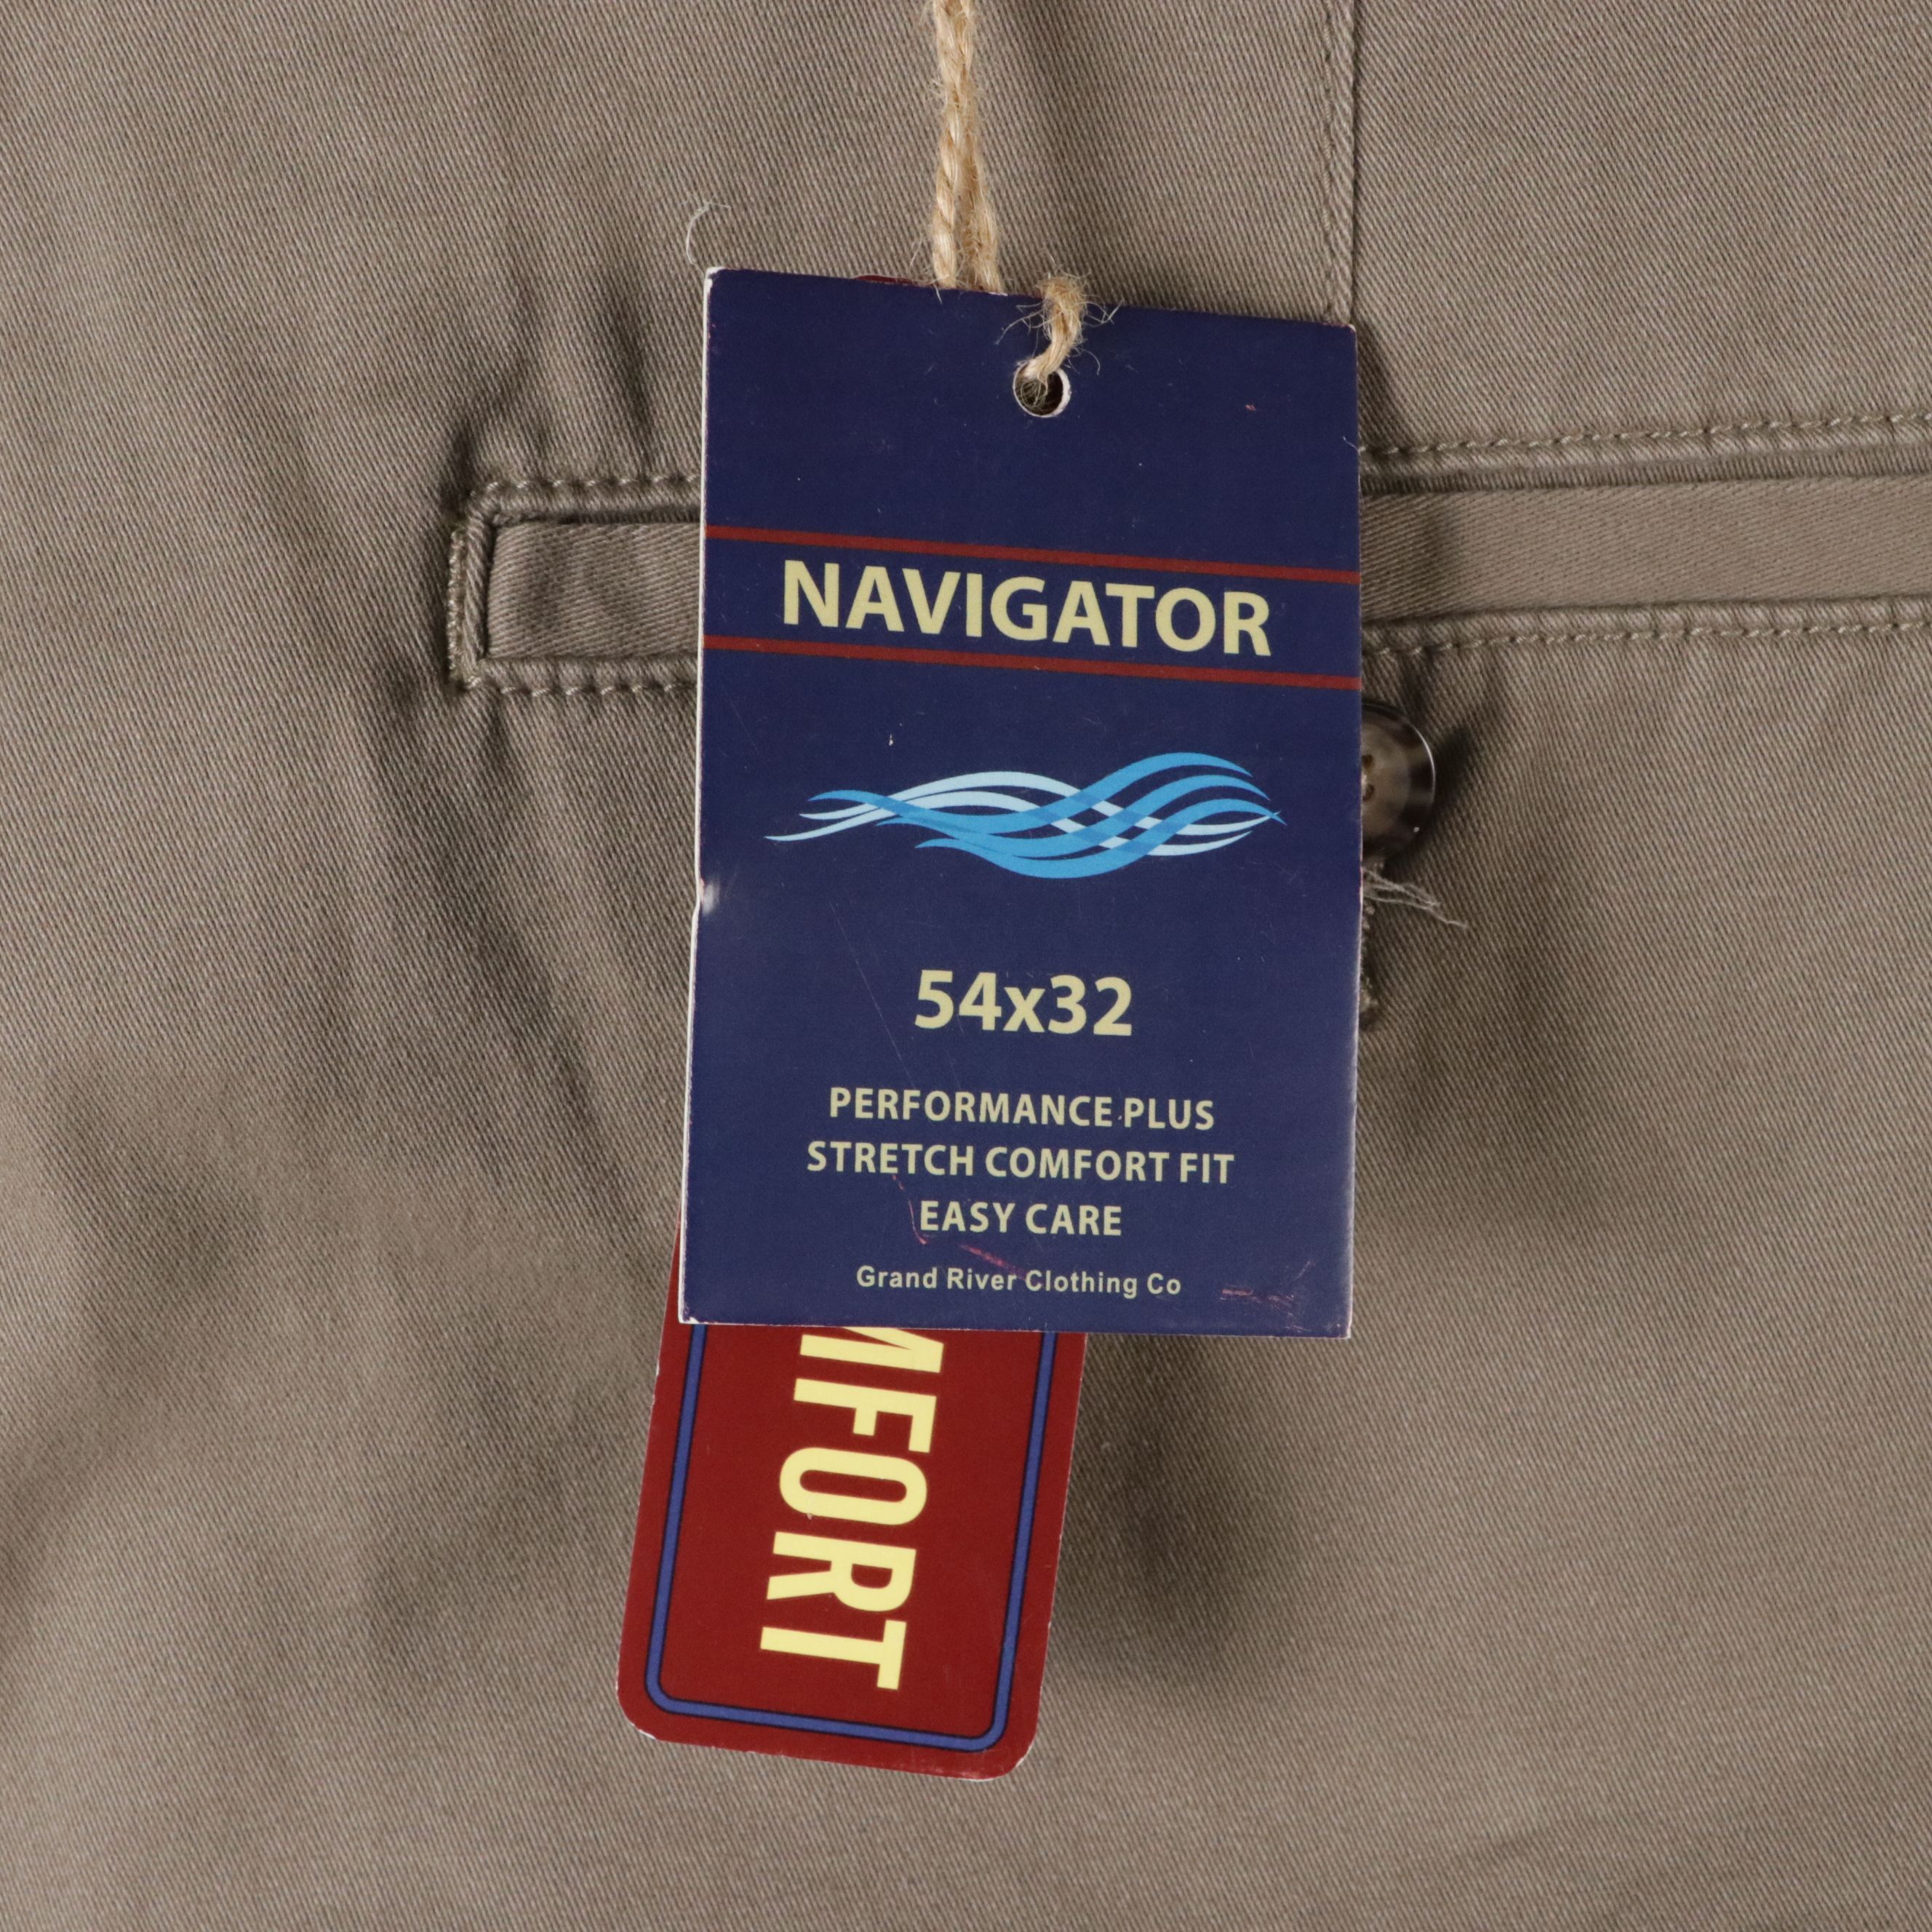 NAVIGATOR
54x32
PERFORMANCE PLUS
STRETCH COMFORT FIT
EASY CARE
Grand River Clothing Co
MFORT